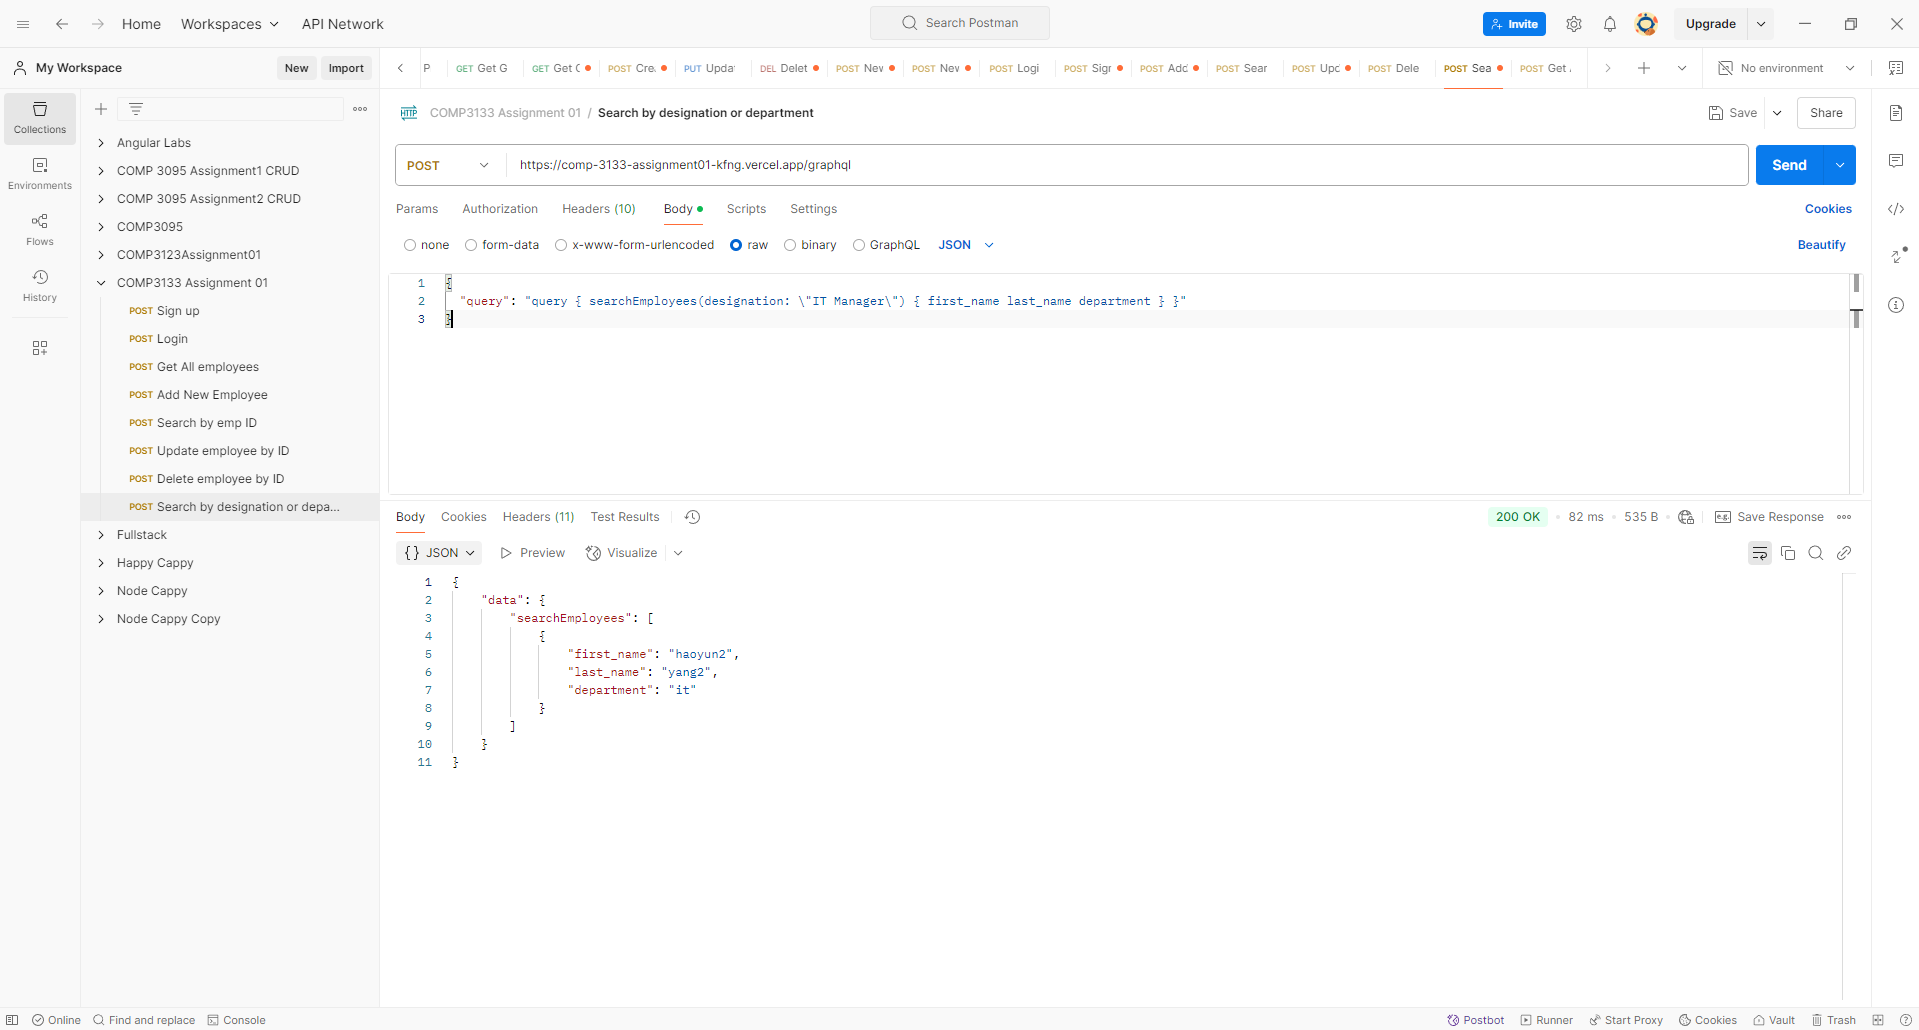 Home Workspaces API Network Search Postman Invite Upgrade
My Workspace New Import P GET Get G GET Get C POST Cre PUT Upda DEL Delet POST Nev POST Nev POST Logi POST Sigr POST Add POST Sear POST Upd POST Dele POST Sea POST Get No environment
Collections
Environments
Flows
History
Angular Labs
COMP 3095 Assignment1 CRUD
COMP 3095 Assignment2 CRUD
COMP3095
COMP3123Assignment01
COMP3133 Assignment 01
POST Sign up
POST Login
POST Get All employees
POST Add New Employee
POST Search by emp ID
POST Update employee by ID
POST Delete employee by ID
POST Search by designation or depa...
Fullstack
Happy Cappy
Node Cappy
Node Cappy Copy
HTTP COMP3133 Assignment 01 / Search by designation or department Save Share
POST https://comp-3133-assignment01-kfng.vercel.app/graphql Send
Params Authorization Headers (10) Body Scripts Settings Cookies
none form-data x-www-form-urlencoded raw binary GraphQL JSON Beautify
1 {
2 "query": "query { searchEmployees(designation: \"IT Manager\") { first_name last_name department } }"
3 }
Body Cookies Headers (11) Test Results 200 OK 82 ms 535 B e.g. Save Response
{} JSON Preview Visualize
1 {
2 "data": {
3 "searchEmployees": [
4 {
5 "first_name": "haoyun2",
6 "last_name": "yang2",
7 "department": "it"
8 }
9 ]
10 }
11 }
Online Find and replace Console Postbot Runner Start Proxy Cookies Vault Trash